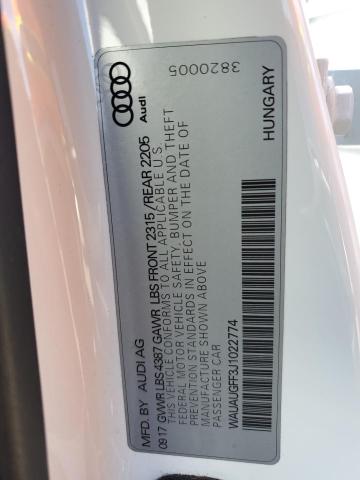 Audi
3820005
MFD. BY AUDI AG
09 17 GVWR LBS 4387 GAWR LBS FRONT 2315 / REAR 2205
THIS VEHICLE CONFORMS TO ALL APPLICABLE U.S.
FEDERAL MOTOR VEHICLE SAFETY, BUMPER AND THEFT
PREVENTION STANDARDS IN EFFECT ON THE DATE OF
MANUFACTURE SHOWN ABOVE
PASSENGER CAR
HUNGARY
WAUAUGFF3J1022774